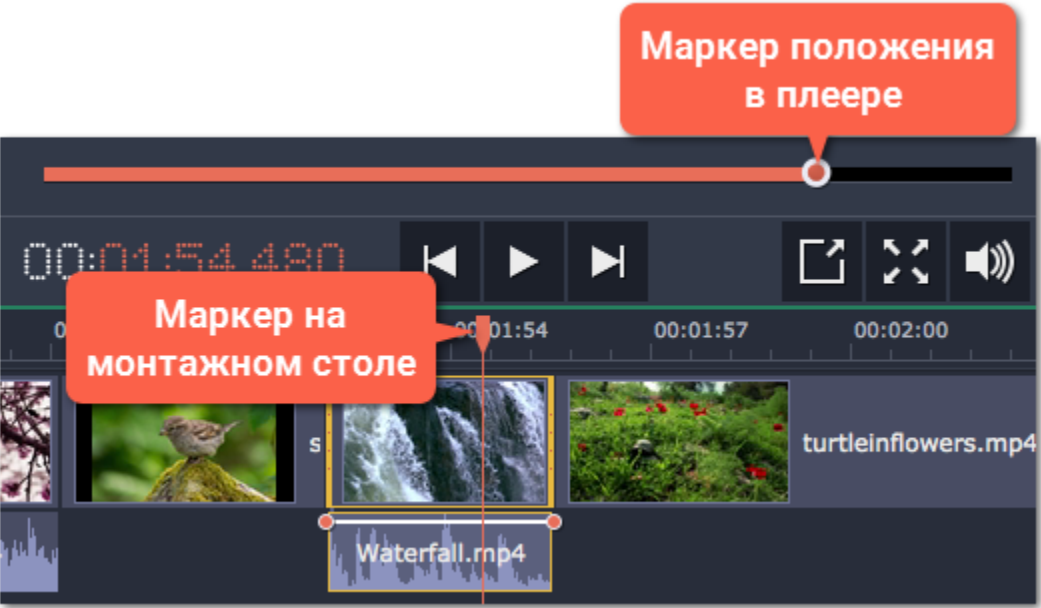 Маркер положения
в плеере
00:01:54.480
Маркер на
монтажном столе
00:01:54
00:01:57
00:02:00
s
turtleinflowers.mp4
Waterfall.mp4